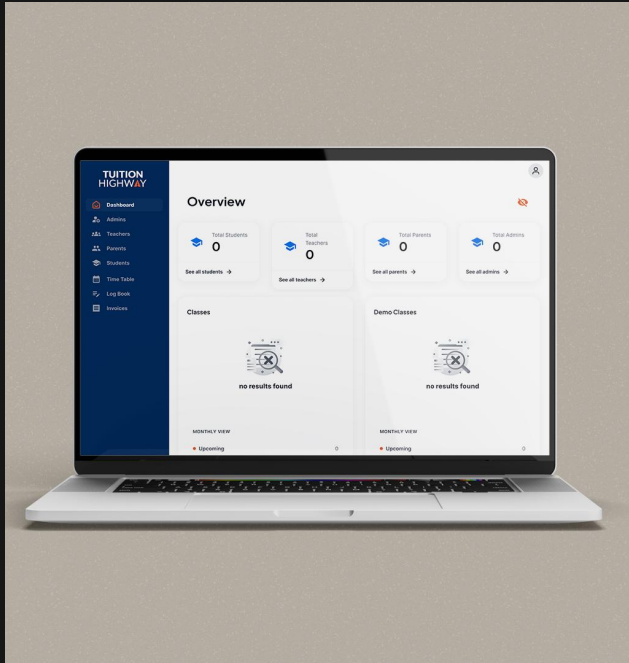 TUITION
HIGHWAY
Dashboard
Admins
Teachers
Parents
Students
Time Table
Log Book
Invoices
Overview
Total Students
0
See all students →
Total
Teachers
0
See all teachers →
Total Parents
0
See all parents →
Total Admins
0
See all admins →
Classes
no results found
MONTHLY VIEW
Upcoming 0
Demo Classes
no results found
MONTHLY VIEW
Upcoming 0